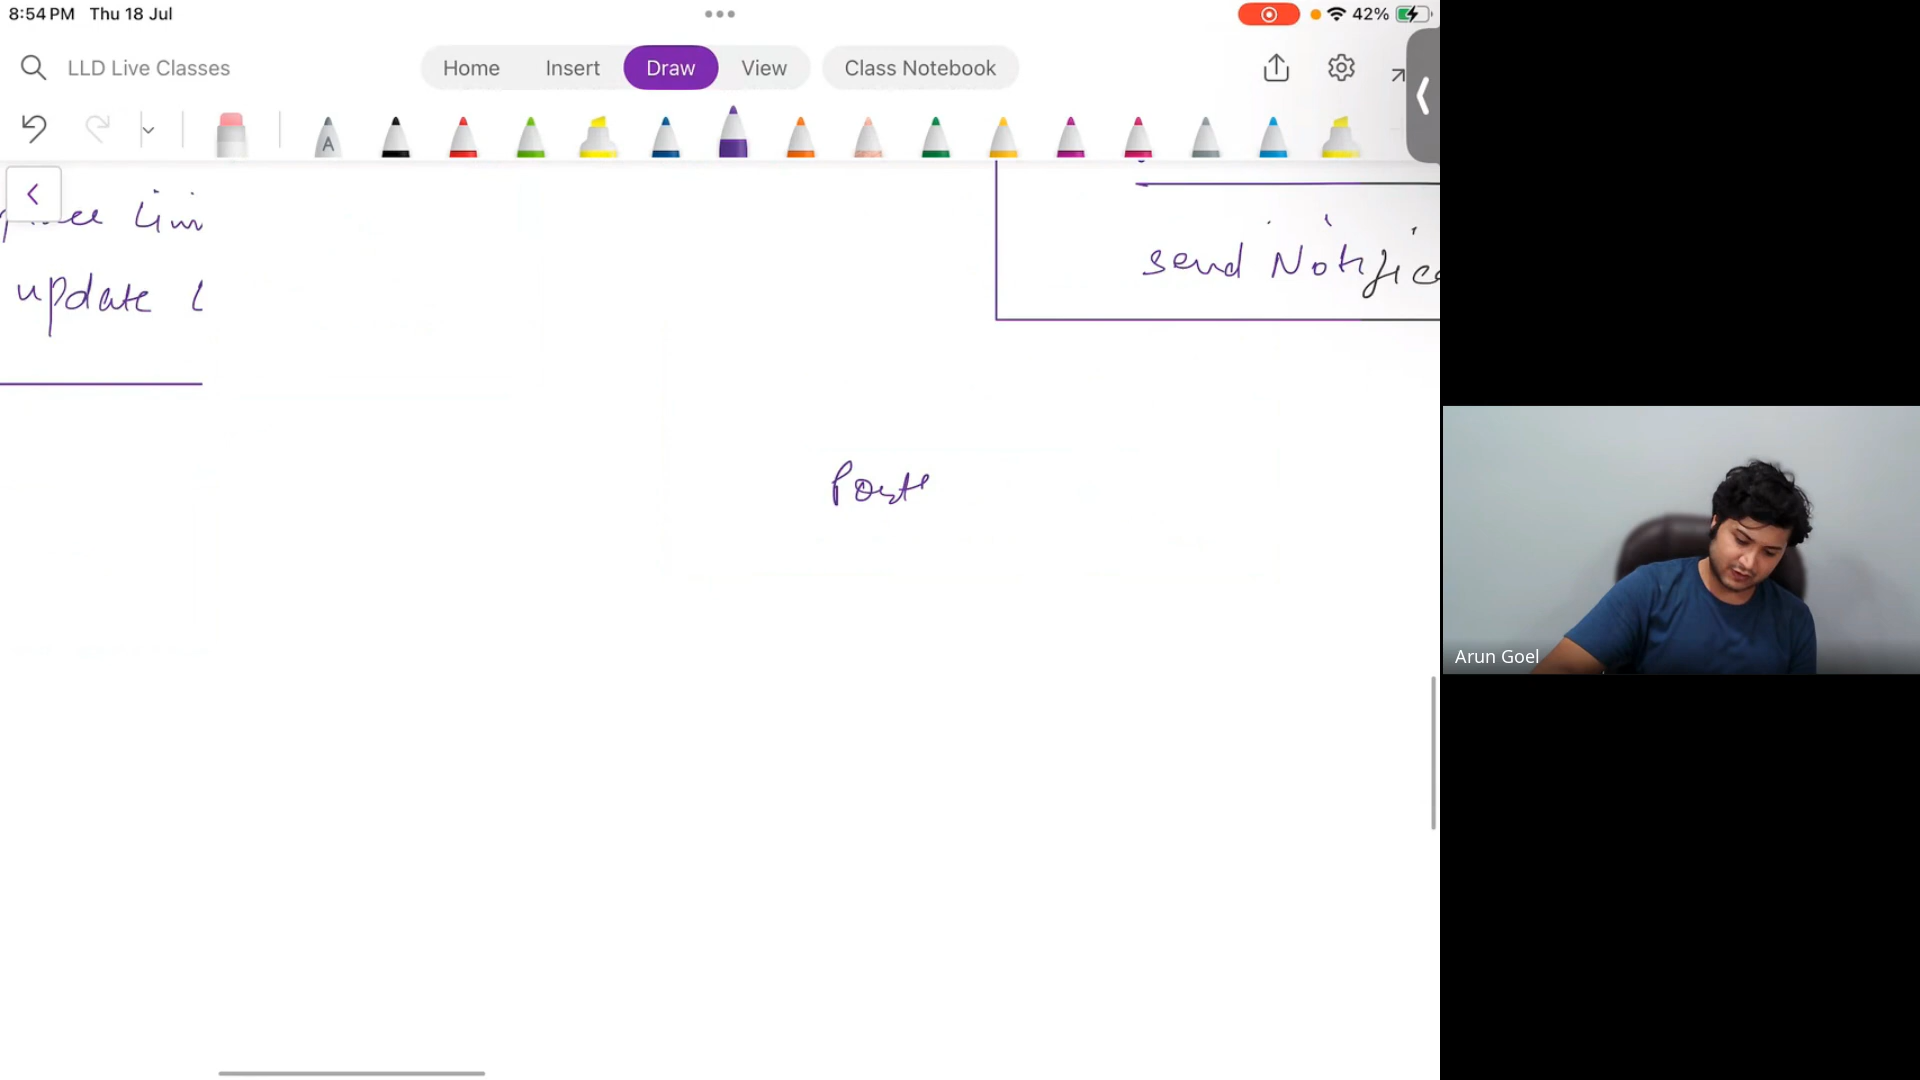 8:54 PM Thu 18 Jul
42%
LLD Live Classes
Home Insert Draw View Class Notebook
A
Lim
send Notific
update L
Arun Goel